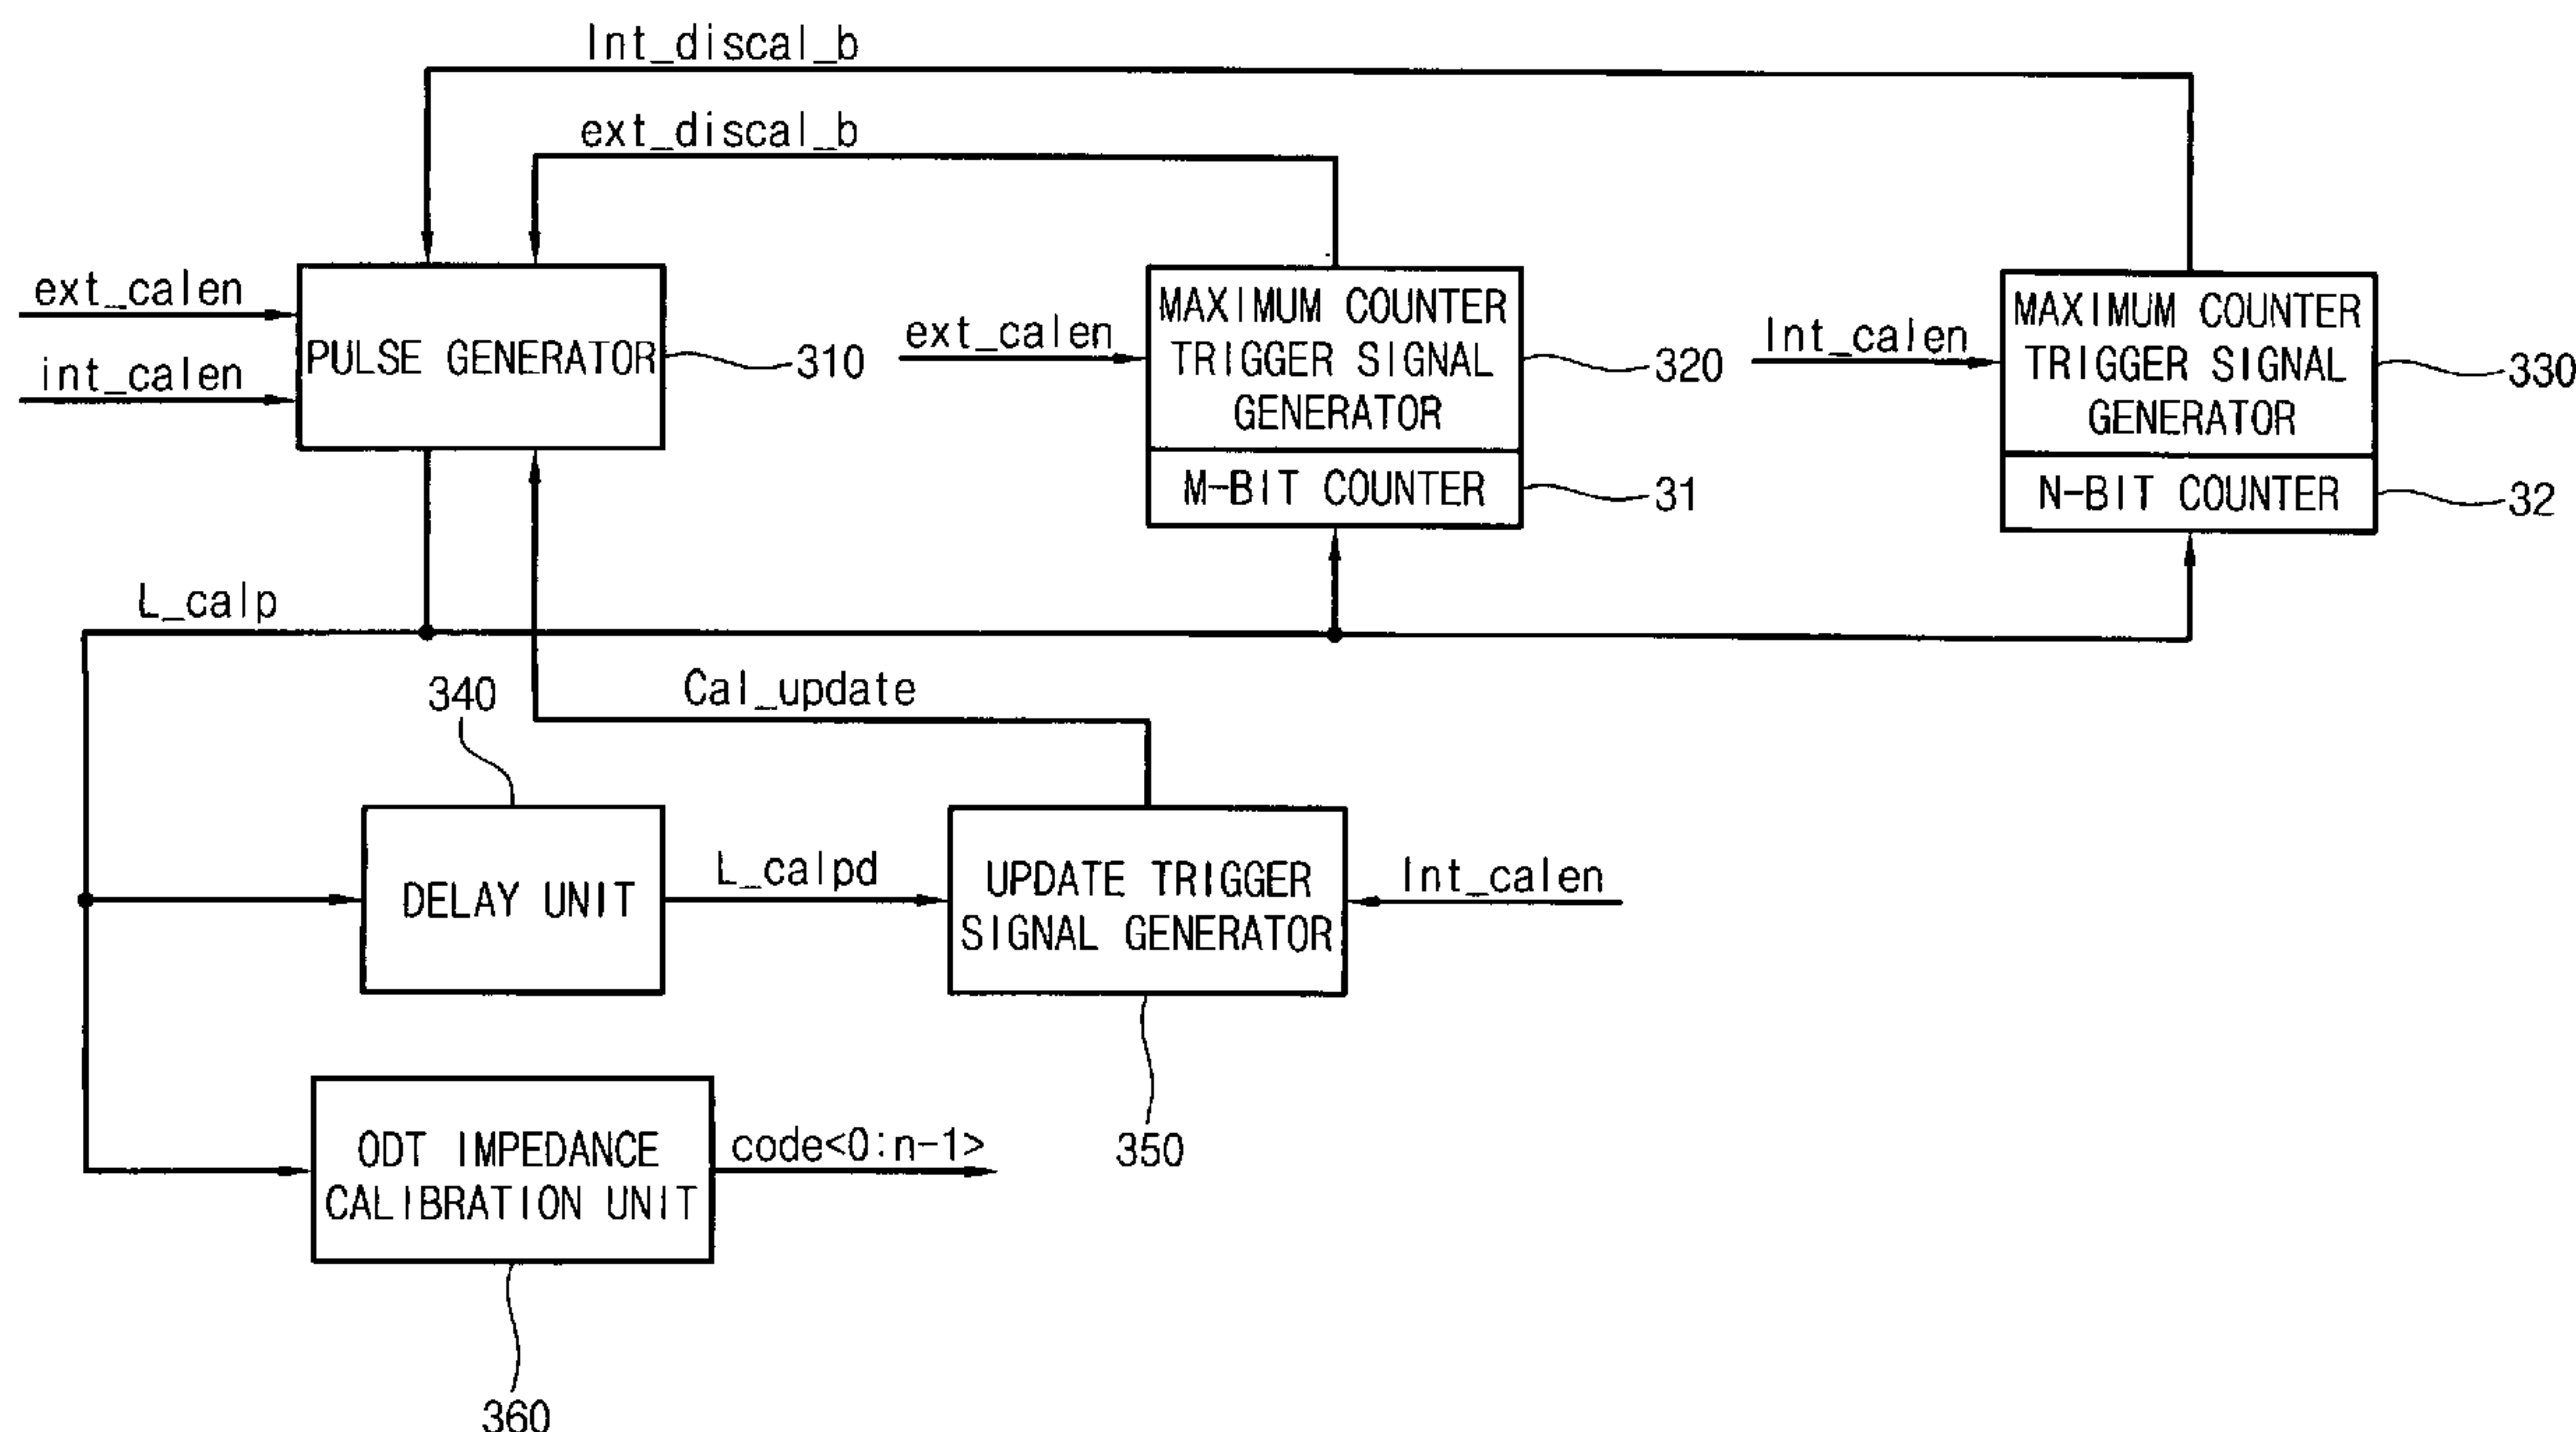 Int_discal_b
ext_discal_b
ext_calen
int_calen
PULSE GENERATOR
310
ext_calen
MAXIMUM COUNTER
TRIGGER SIGNAL
GENERATOR
320
M-BIT COUNTER
31
Int_calen
MAXIMUM COUNTER
TRIGGER SIGNAL
GENERATOR
330
N-BIT COUNTER
32
L_calp
340
Cal_update
DELAY UNIT
L_calpd
UPDATE TRIGGER
SIGNAL GENERATOR
Int_calen
350
ODT IMPEDANCE
CALIBRATION UNIT
code<0:n-1>
360